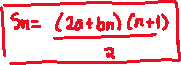 Sn = (2a+bn)(n+1)
2